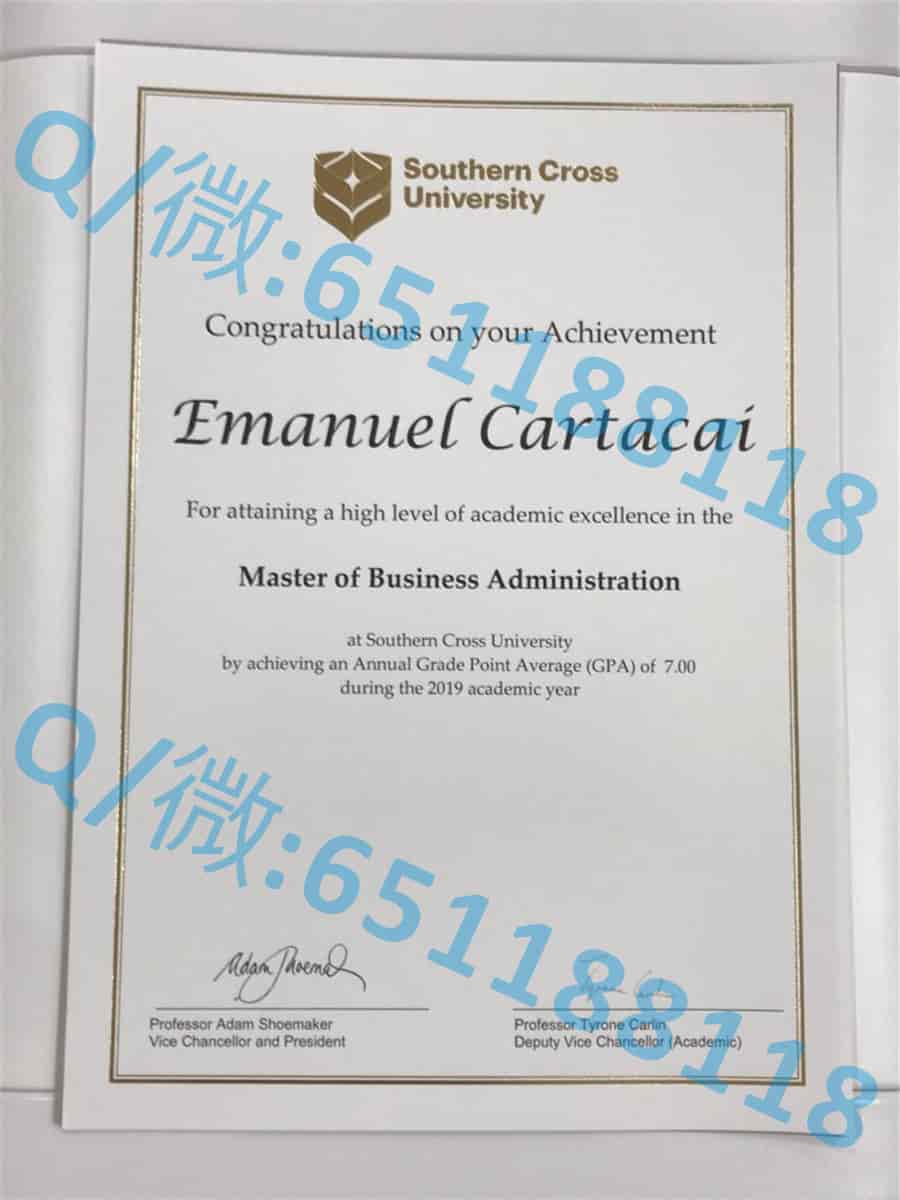 Southern Cross
University
Congratulations on your Achievement
Emanuel Cartacai
For attaining a high level of academic excellence in the
Master of Business Administration
at Southern Cross University
by achieving an Annual Grade Point Average (GPA) of 7.00
during the 2019 academic year
Professor Adam Shoemaker
Vice Chancellor and President
Professor Tyrone Carlin
Deputy Vice Chancellor (Academic)
Q/微:651188118
Q/微:651188118